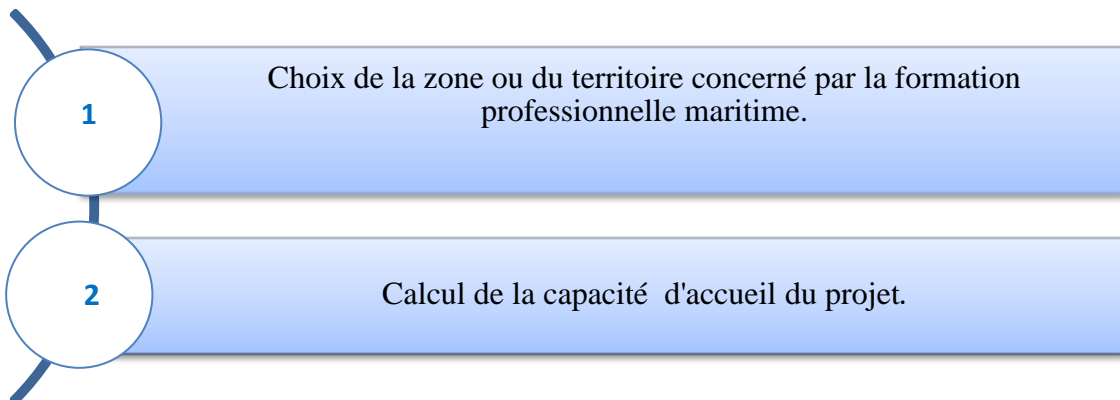 1
Choix de la zone ou du territoire concerné par la formation
professionnelle maritime.
2
Calcul de la capacité d'accueil du projet.